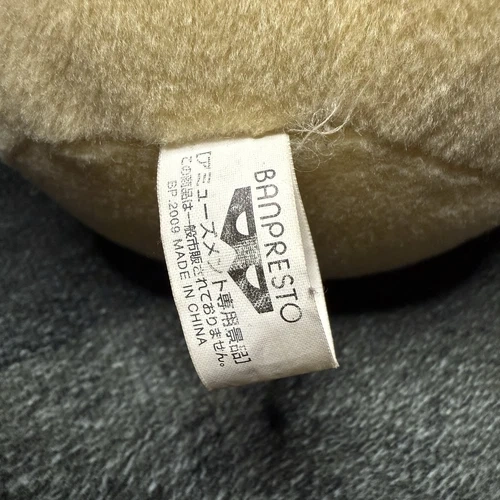 BANPRESTO
[アミューズメント専用景品]
この商品は一般市販されておりません。
BP 2009 MADE IN CHINA